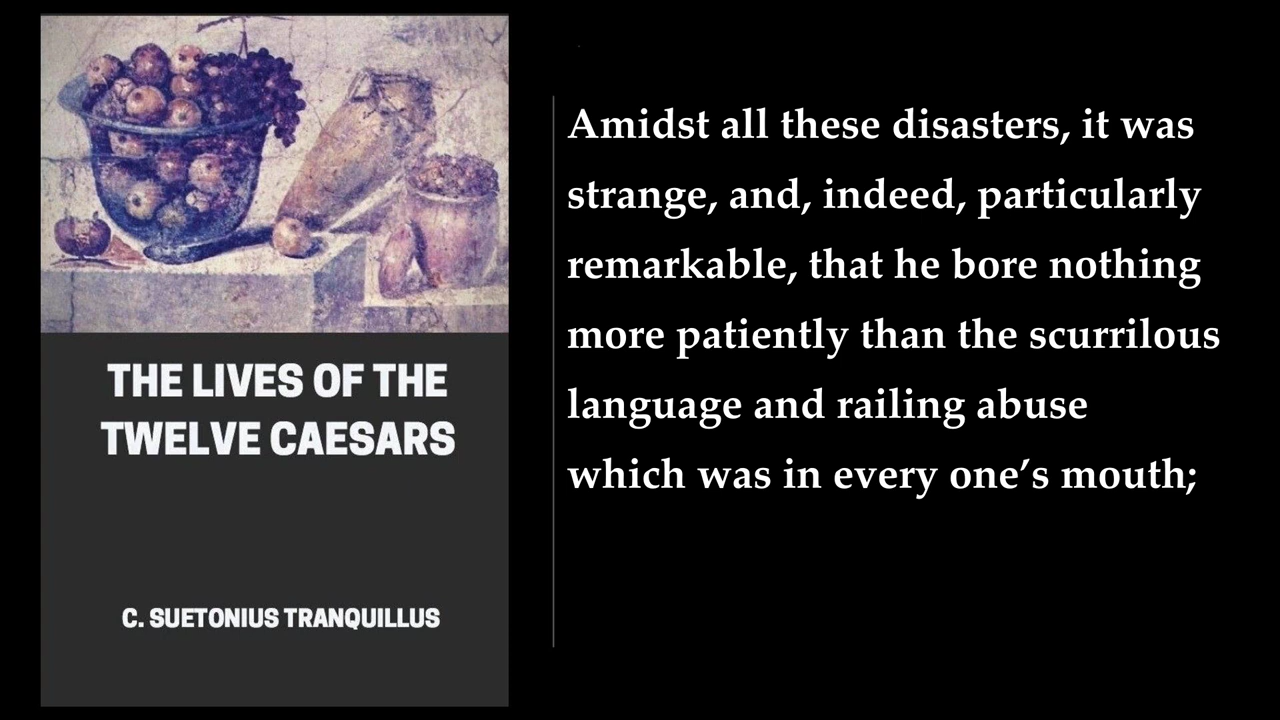 THE LIVES OF THE
TWELVE CAESARS
C. SUETONIUS TRANQUILLUS
Amidst all these disasters, it was
strange, and, indeed, particularly
remarkable, that he bore nothing
more patiently than the scurrilous
language and railing abuse
which was in every one’s mouth;